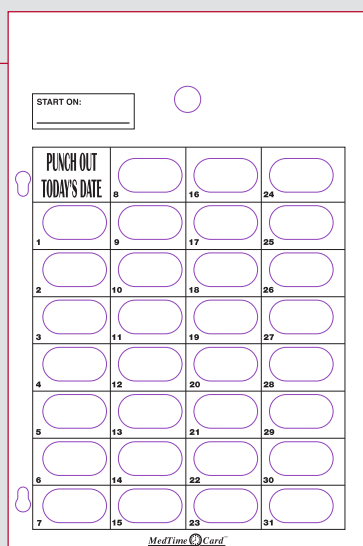 START ON:
PUNCH OUT
TODAY'S DATE
8 16 24
1 9 17 25
2 10 18 26
3 11 19 27
4 12 20 28
5 13 21 29
6 14 22 30
7 15 23 31
MedTime Card™